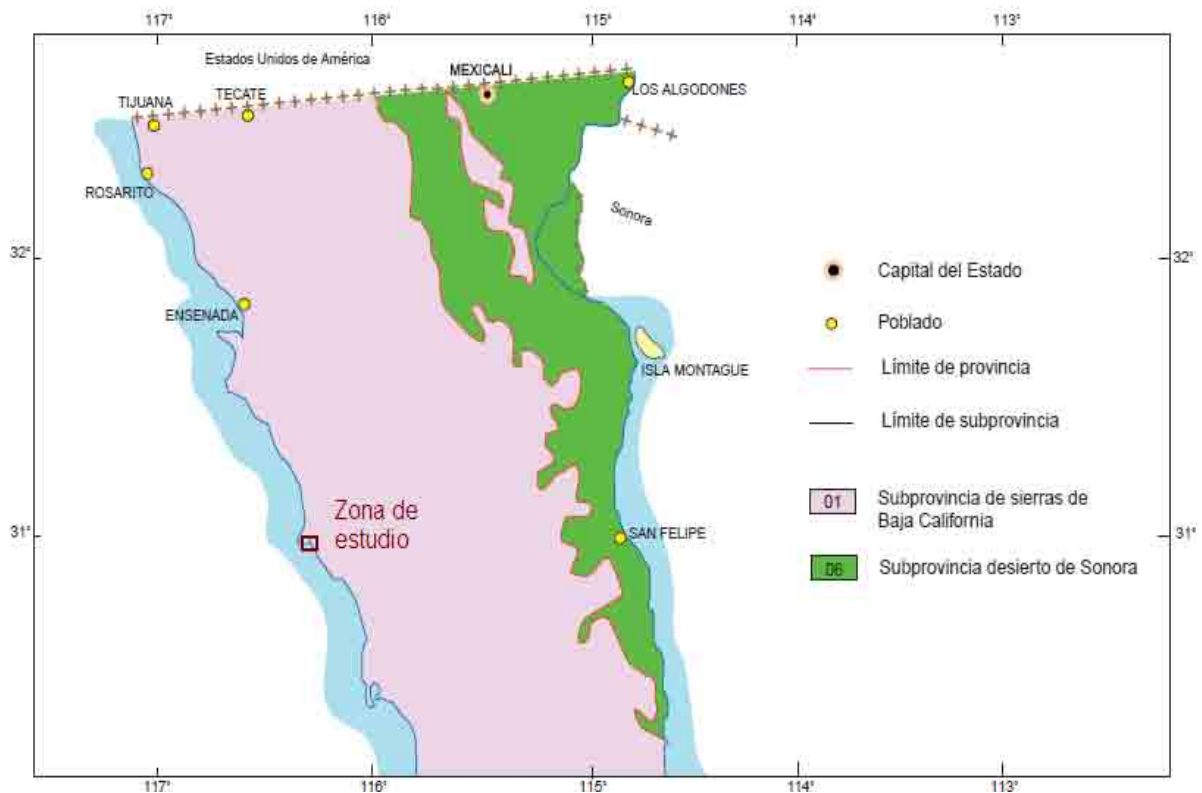 117° 116° 115° 114° 113°
Estados Unidos de América
MEXICALI
TECATE
TIJUANA
LOS ALGODONES
ROSARITO
Sonora
32° 32°
Capital del Estado
ENSENADA
Poblado
ISLA MONTAGUE
Límite de provincia
Límite de subprovincia
01 Subprovincia de sierras de
Baja California
Zona de
estudio
31° 31°
SAN FELIPE
06 Subprovincia desierto de Sonora
117° 116° 115° 114° 113°